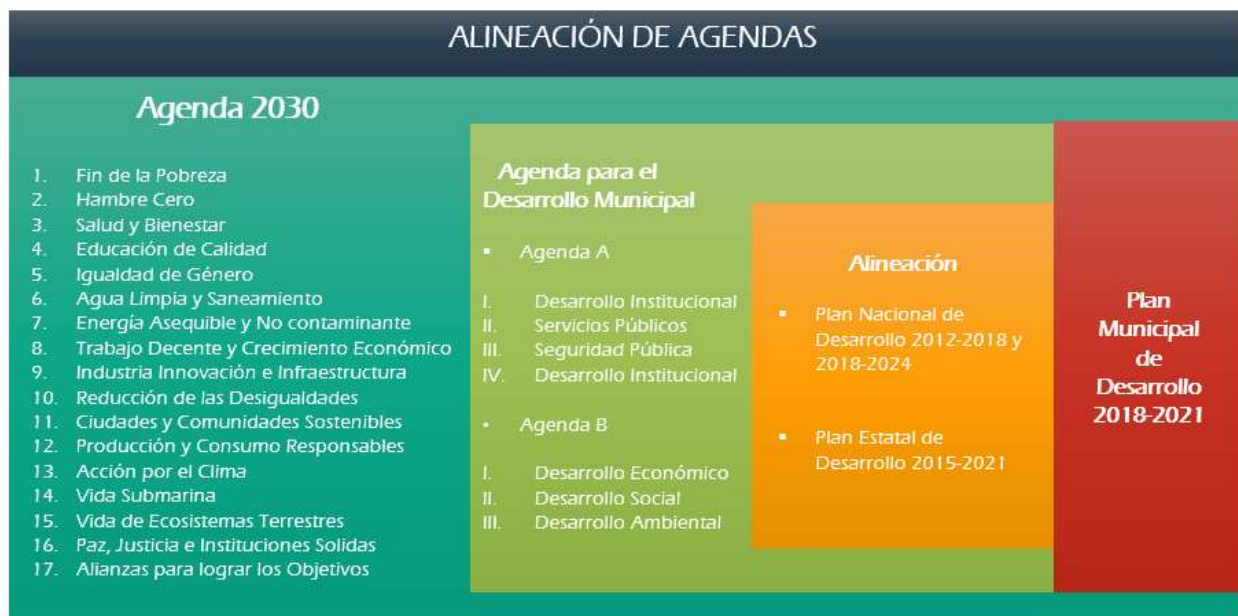 ALINEACIÓN DE AGENDAS
Agenda 2030
1. Fin de la Pobreza
2. Hambre Cero
3. Salud y Bienestar
4. Educación de Calidad
5. Igualdad de Género
6. Agua Limpia y Saneamiento
7. Energía Asequible y No contaminante
8. Trabajo Decente y Crecimiento Económico
9. Industria Innovación e Infraestructura
10. Reducción de las Desigualdades
11. Ciudades y Comunidades Sostenibles
12. Producción y Consumo Responsables
13. Acción por el Clima
14. Vida Submarina
15. Vida de Ecosistemas Terrestres
16. Paz, Justicia e Instituciones Solidas
17. Alianzas para lograr los Objetivos
Agenda para el
Desarrollo Municipal
▪ Agenda A
I. Desarrollo Institucional
II. Servicios Públicos
III. Seguridad Pública
IV. Desarrollo Institucional
• Agenda B
I. Desarrollo Económico
II. Desarrollo Social
III. Desarrollo Ambiental
Alineación
▪ Plan Nacional de
Desarrollo 2012-2018 y
2018-2024
▪ Plan Estatal de
Desarrollo 2015-2021
Plan
Municipal
de
Desarrollo
2018-2021